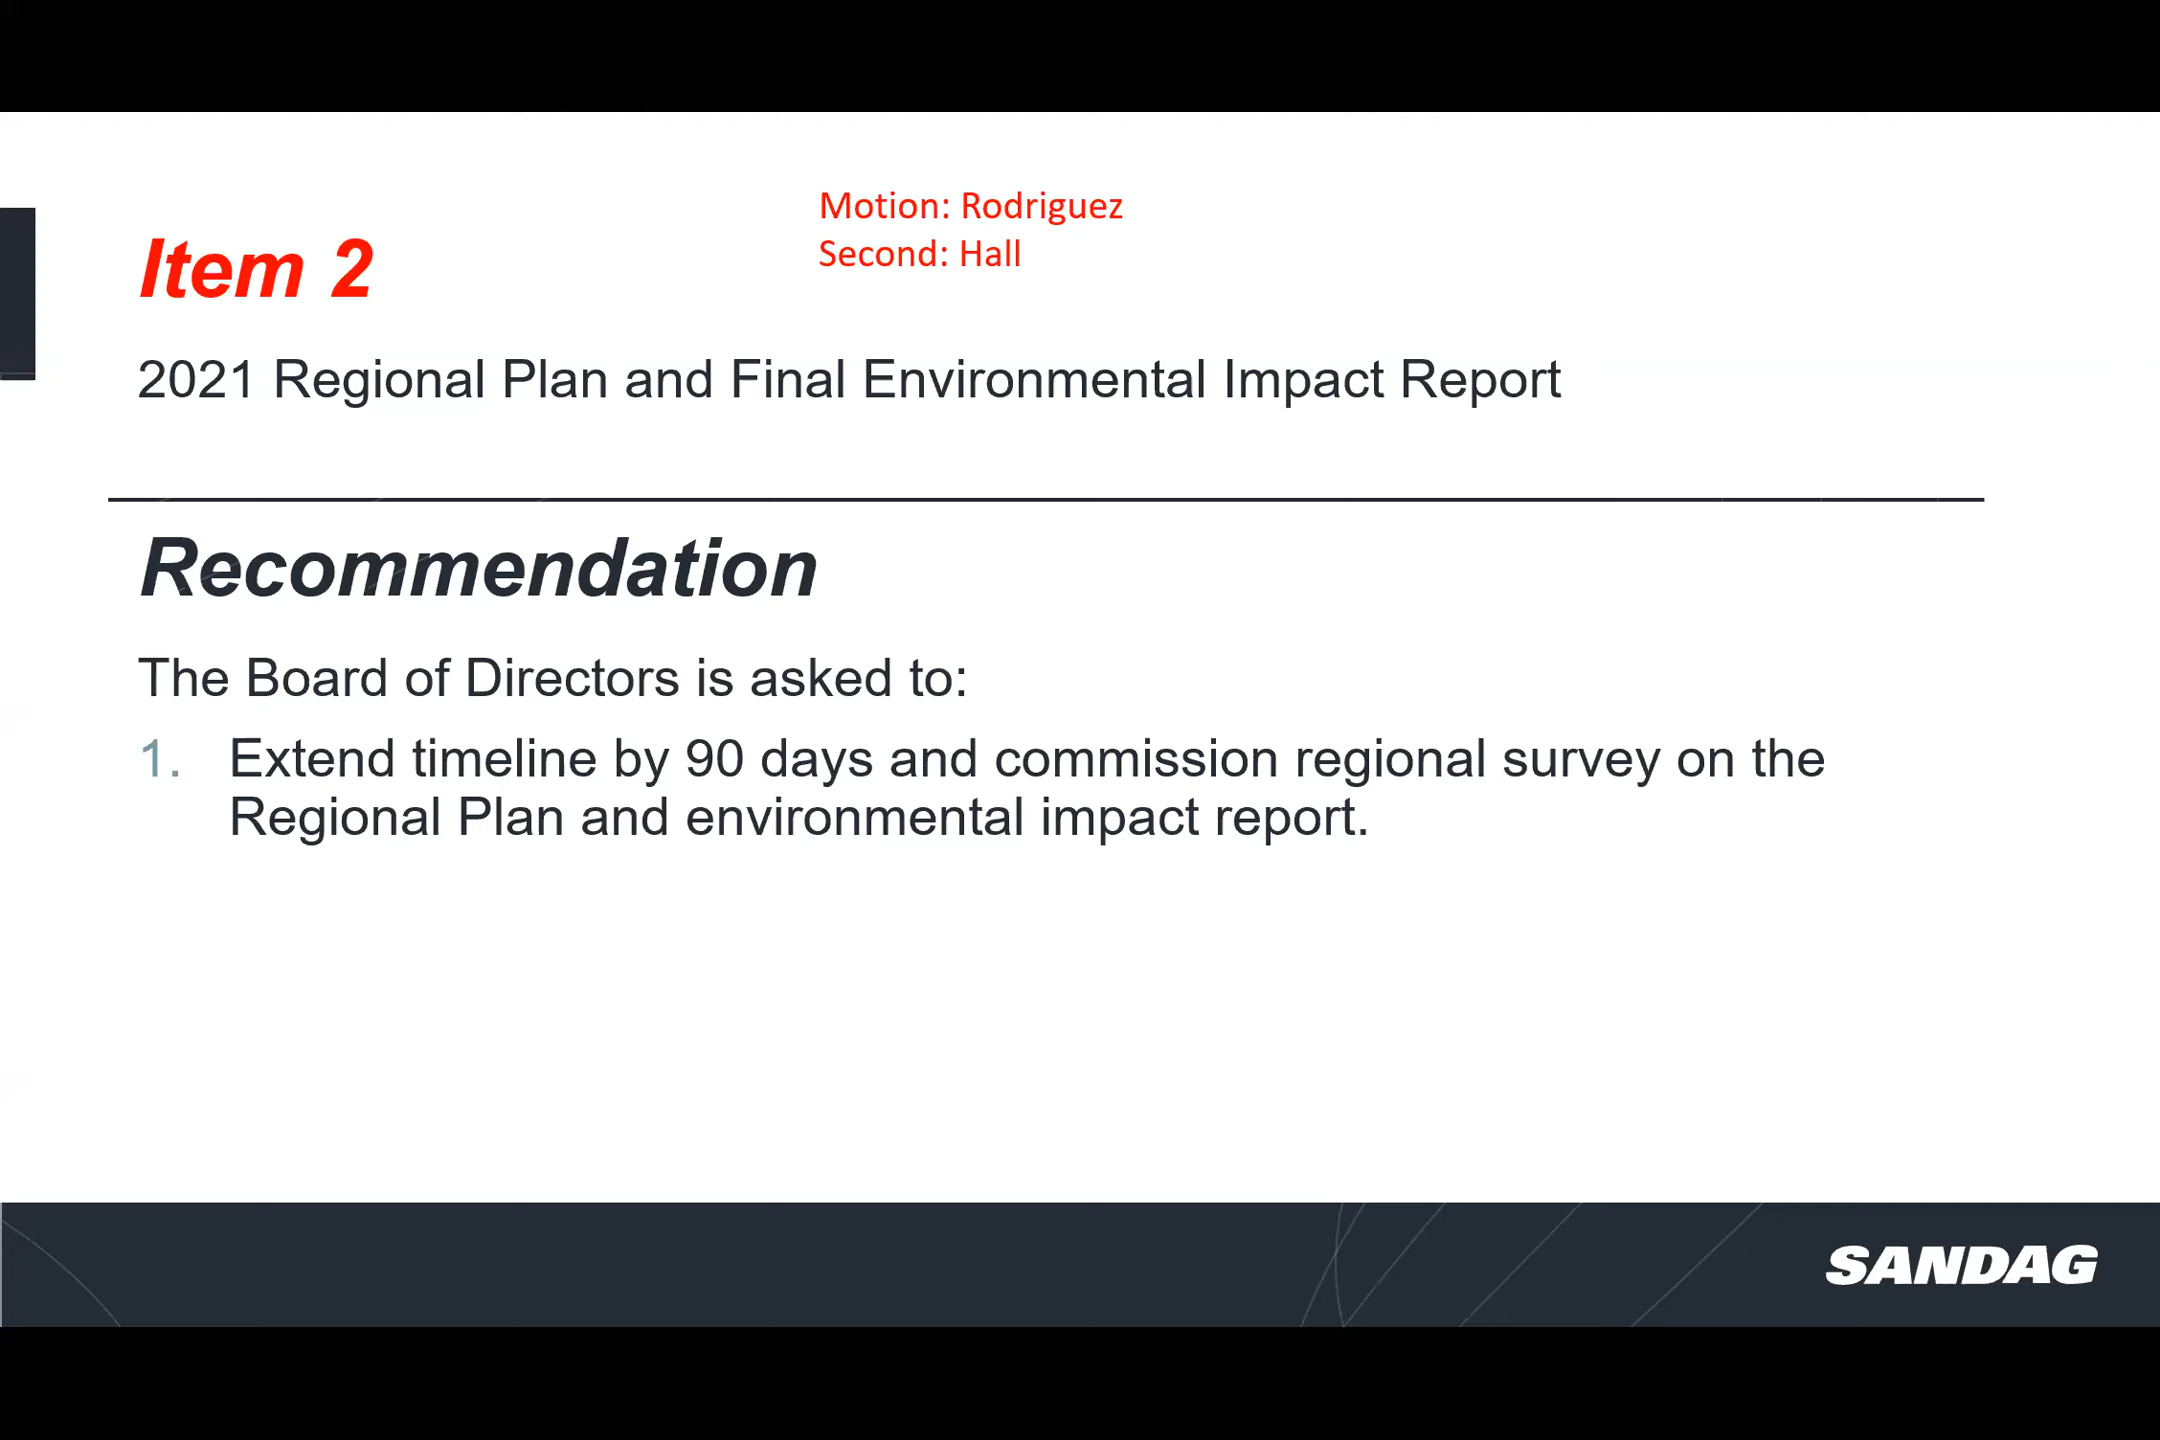 Motion: Rodriguez
Second: Hall
Item 2
2021 Regional Plan and Final Environmental Impact Report
Recommendation
The Board of Directors is asked to:
1. Extend timeline by 90 days and commission regional survey on the
Regional Plan and environmental impact report.
SANDAG